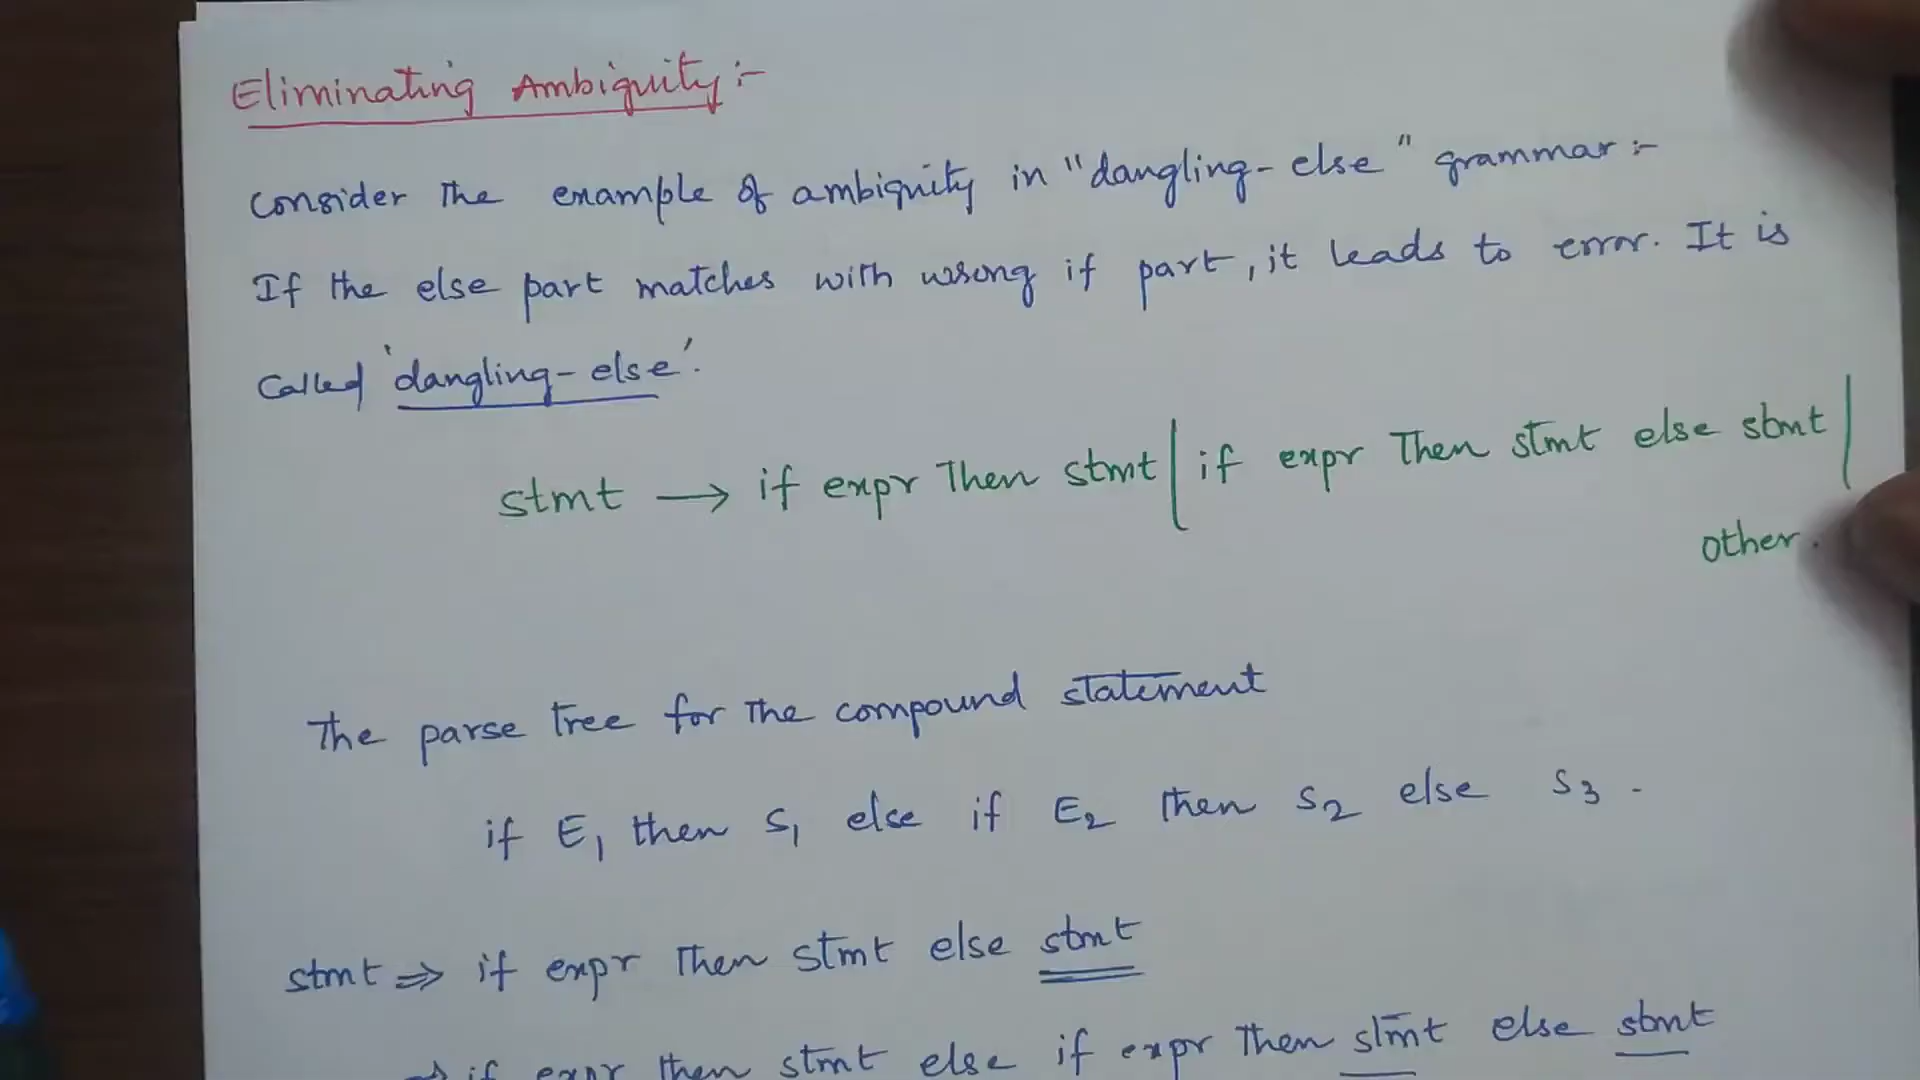 Eliminating Ambiguity :-
consider the example of ambiguity in "dangling-else" grammar :-
If the else part matches with wrong if part, it leads to error. It is
called 'dangling-else'.
stmt → if expr Then stmt | if expr Then stmt else stmt |
other.
The parse tree for the compound statement
if E1 then S1 else if E2 then S2 else S3 .
stmt ⇒ if expr Then stmt else stmt
⇒ if expr then stmt else if expr Then stmt else stmt